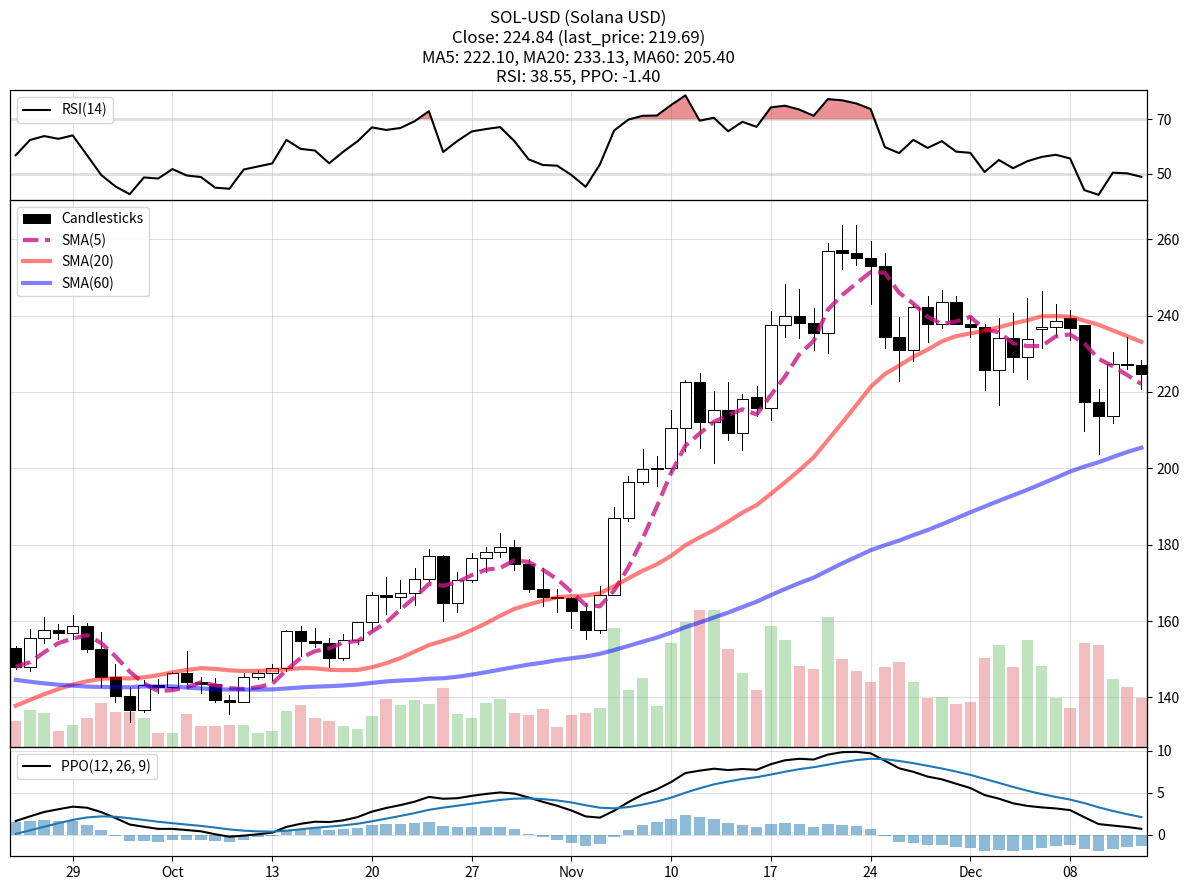 SOL-USD (Solana USD)
Close: 224.84 (last_price: 219.69)
MA5: 222.10, MA20: 233.13, MA60: 205.40
RSI: 38.55, PPO: -1.40
RSI(14)
70
50
Candlesticks
SMA(5)
SMA(20)
SMA(60)
260
240
220
200
180
160
140
PPO(12, 26, 9)
10
5
0
29 Oct 13 20 27 Nov 10 17 24 Dec 08